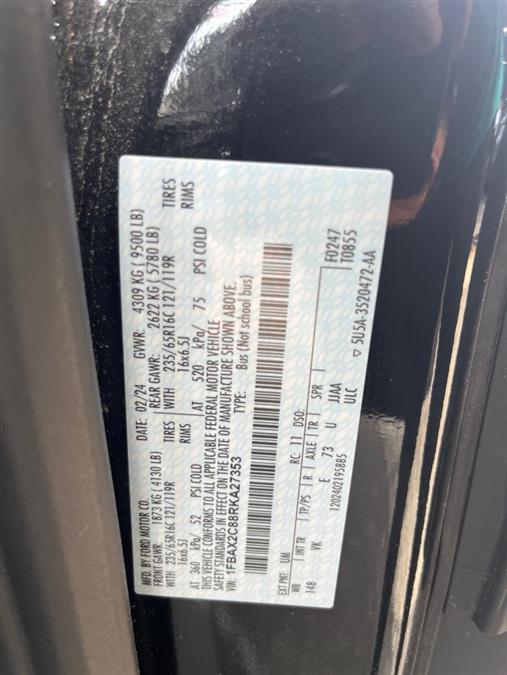 MFD. BY FORD MOTOR CO.
DATE: 02/24 GVWR: 4309 KG ( 9500 LB)
FRONT GAWR: 1873 KG (4130 LB) REAR GAWR: 2622 KG ( 5780 LB)
WITH 235/65R16C 121/119R TIRES WITH 235/65R16C 121/119R TIRES
16x6.5J RIMS 16x6.5J RIMS
AT 360 kPa/ 52 PSI COLD AT 520 kPa/ 75 PSI COLD
THIS VEHICLE CONFORMS TO ALL APPLICABLE FEDERAL MOTOR VEHICLE
SAFETY STANDARDS IN EFFECT ON THE DATE OF MANUFACTURE SHOWN ABOVE.
VIN: 1FBAX2C88RKA27353 TYPE: Bus (Not school bus)
EXT PNT: UM RC: 11 DSO: F0247
T0855
WB INT TR TP/PS R AXLE TR SPR
148 VK E 73 U JJAA
1202402195885 ULC
5U5A-3520472-AA